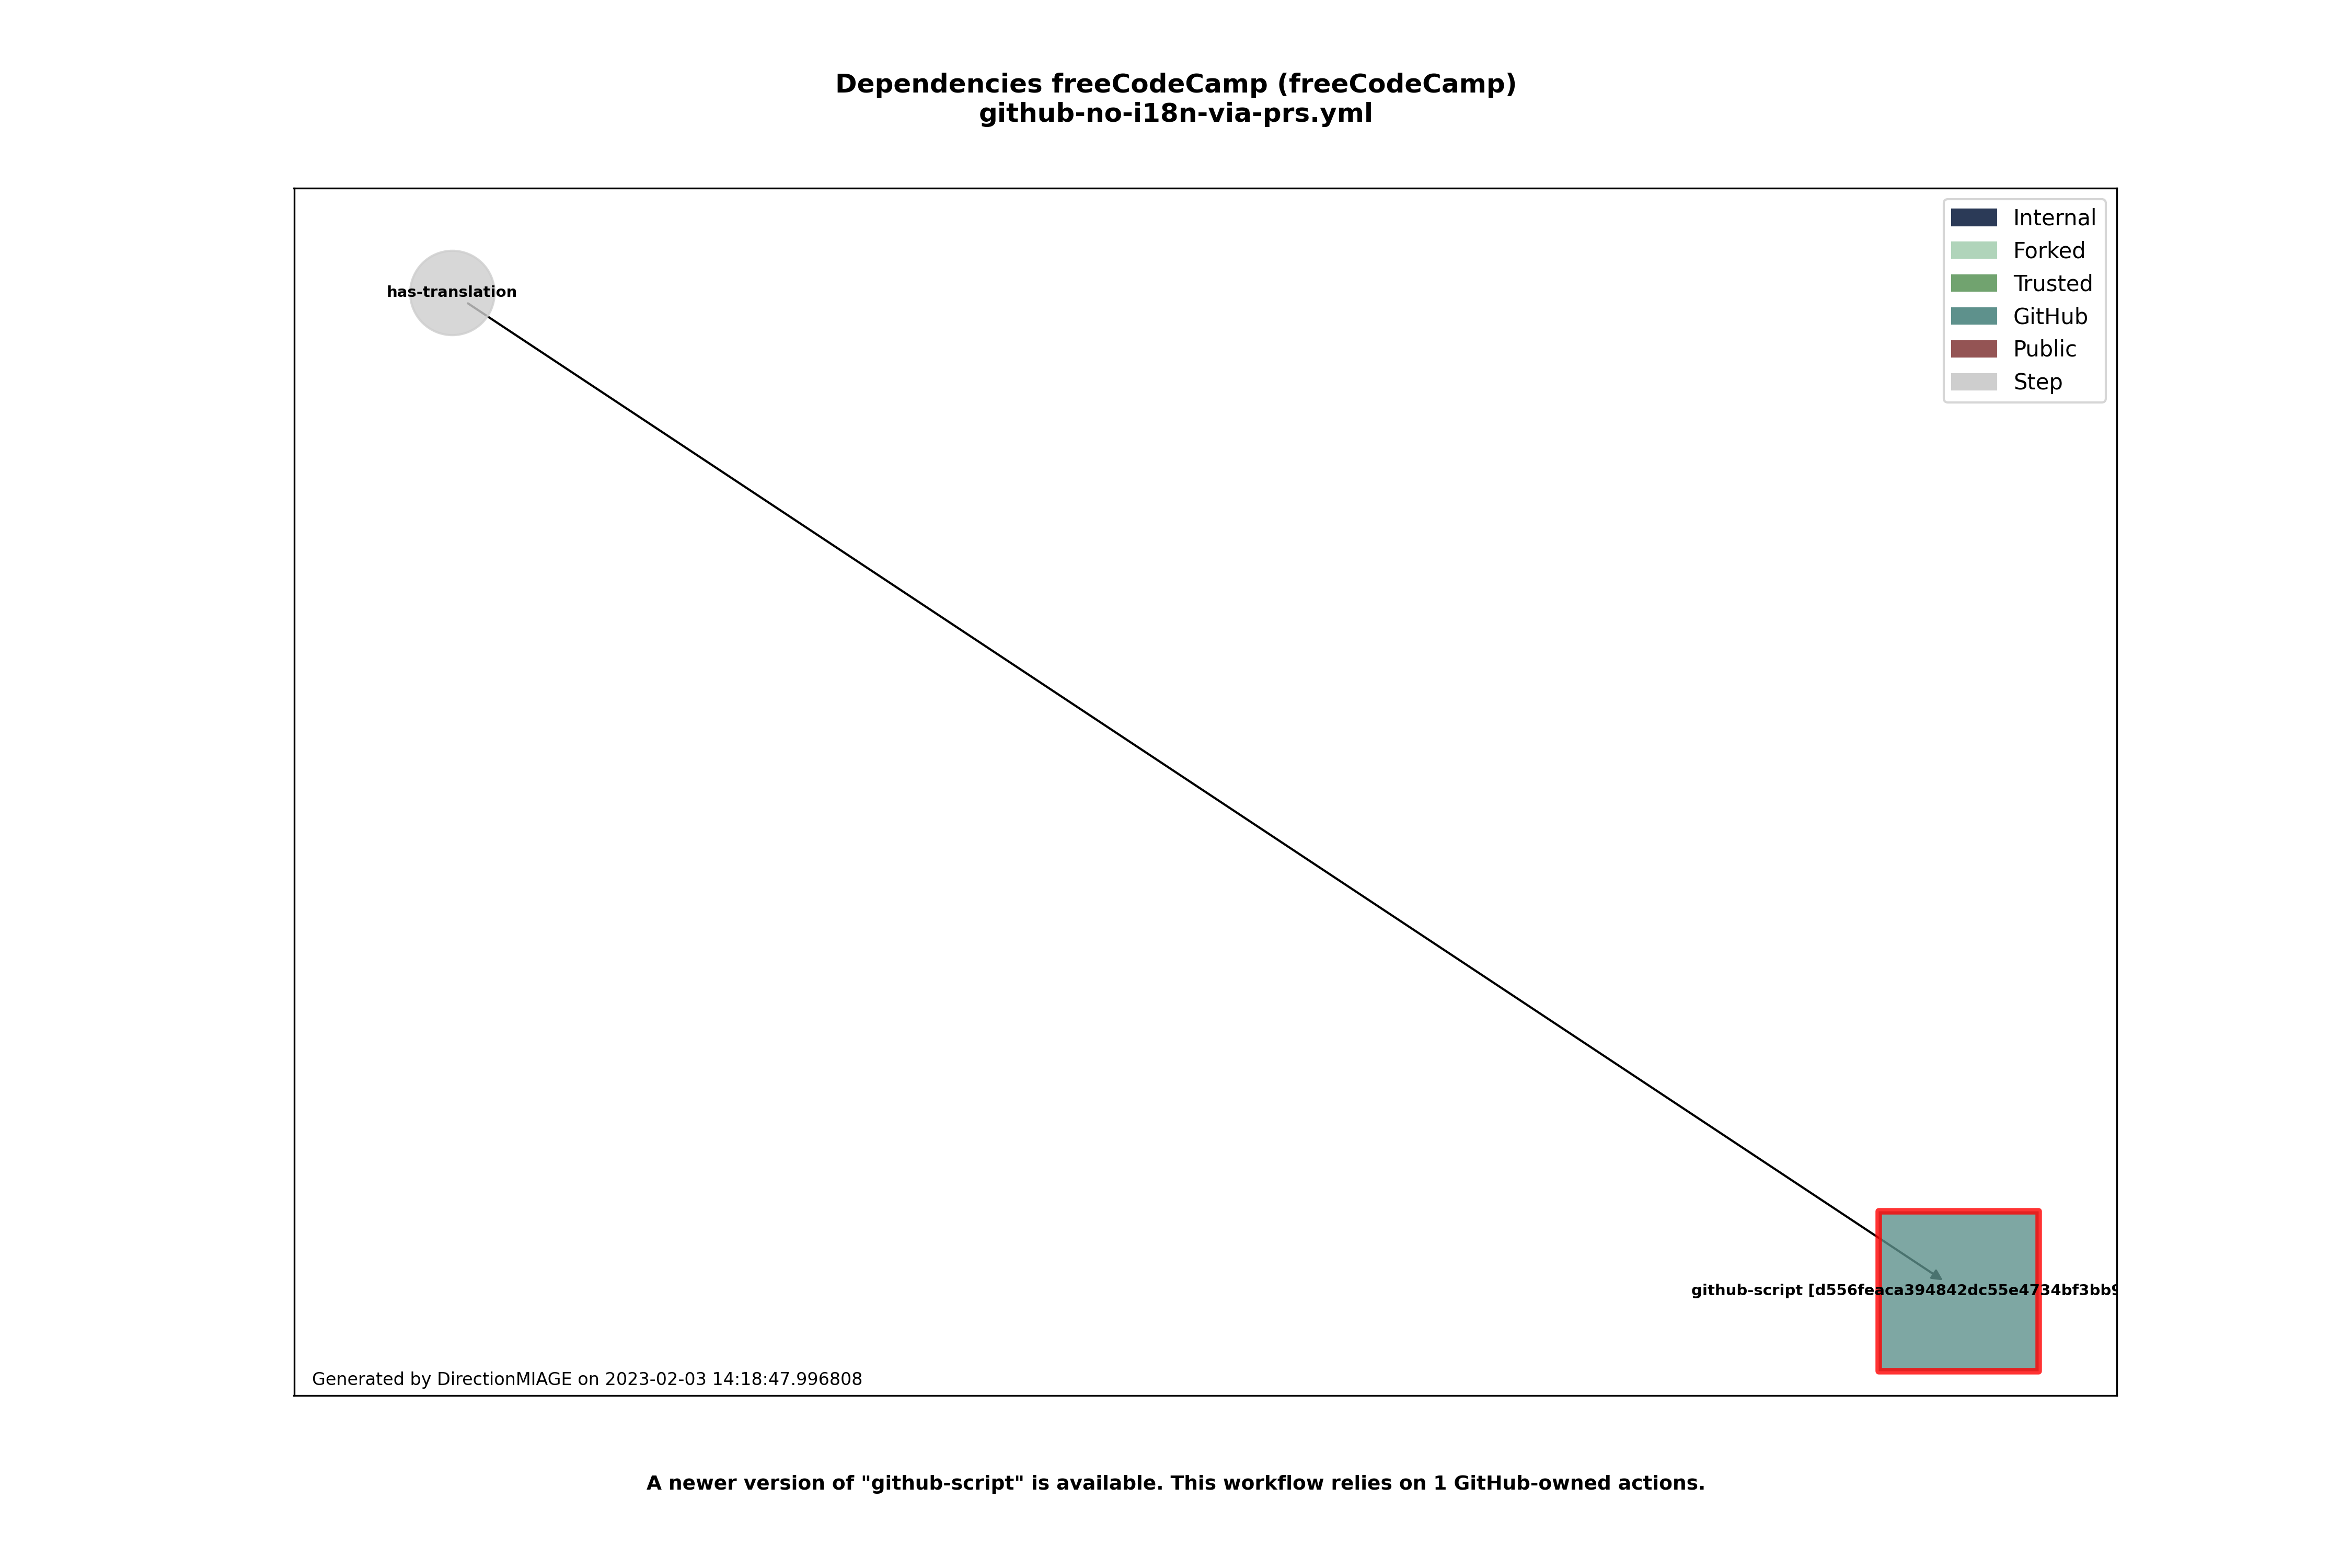 Dependencies freeCodeCamp (freeCodeCamp)
github-no-i18n-via-prs.yml
Internal
Forked
Trusted
GitHub
Public
Step
has-translation
github-script [d556feaca394842dc55e4734bf3bb9
Generated by DirectionMIAGE on 2023-02-03 14:18:47.996808
A newer version of "github-script" is available. This workflow relies on 1 GitHub-owned actions.